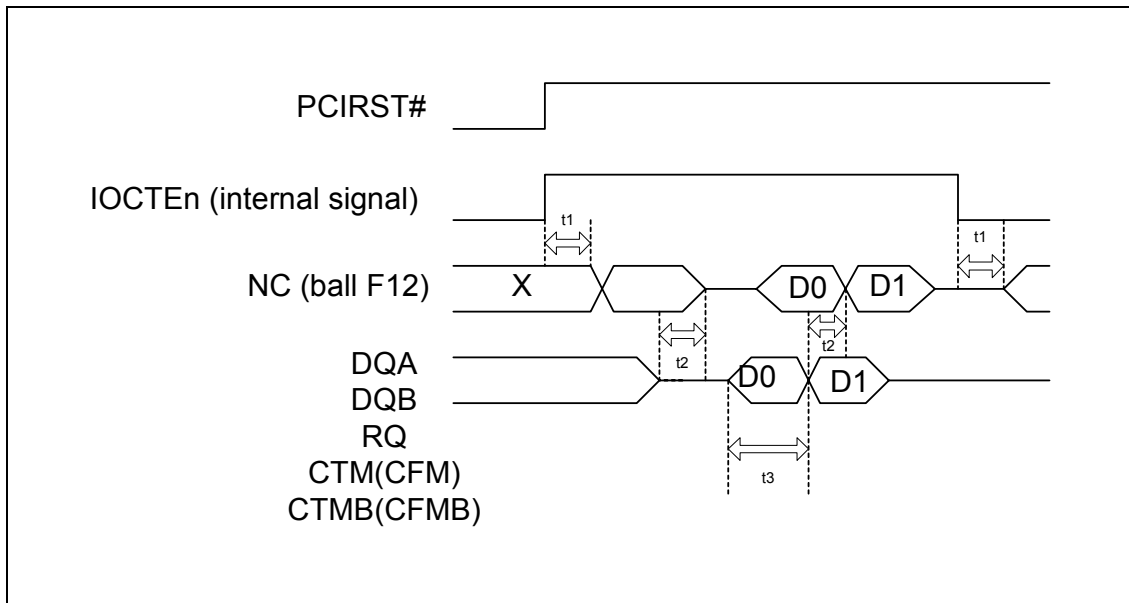 PCIRST#
IOCTEn (internal signal)
t1
t1
NC (ball F12)
X
D0
D1
t2
t2
DQA
D0
D1
DQB
RQ
CTM(CFM)
t3
CTMB(CFMB)